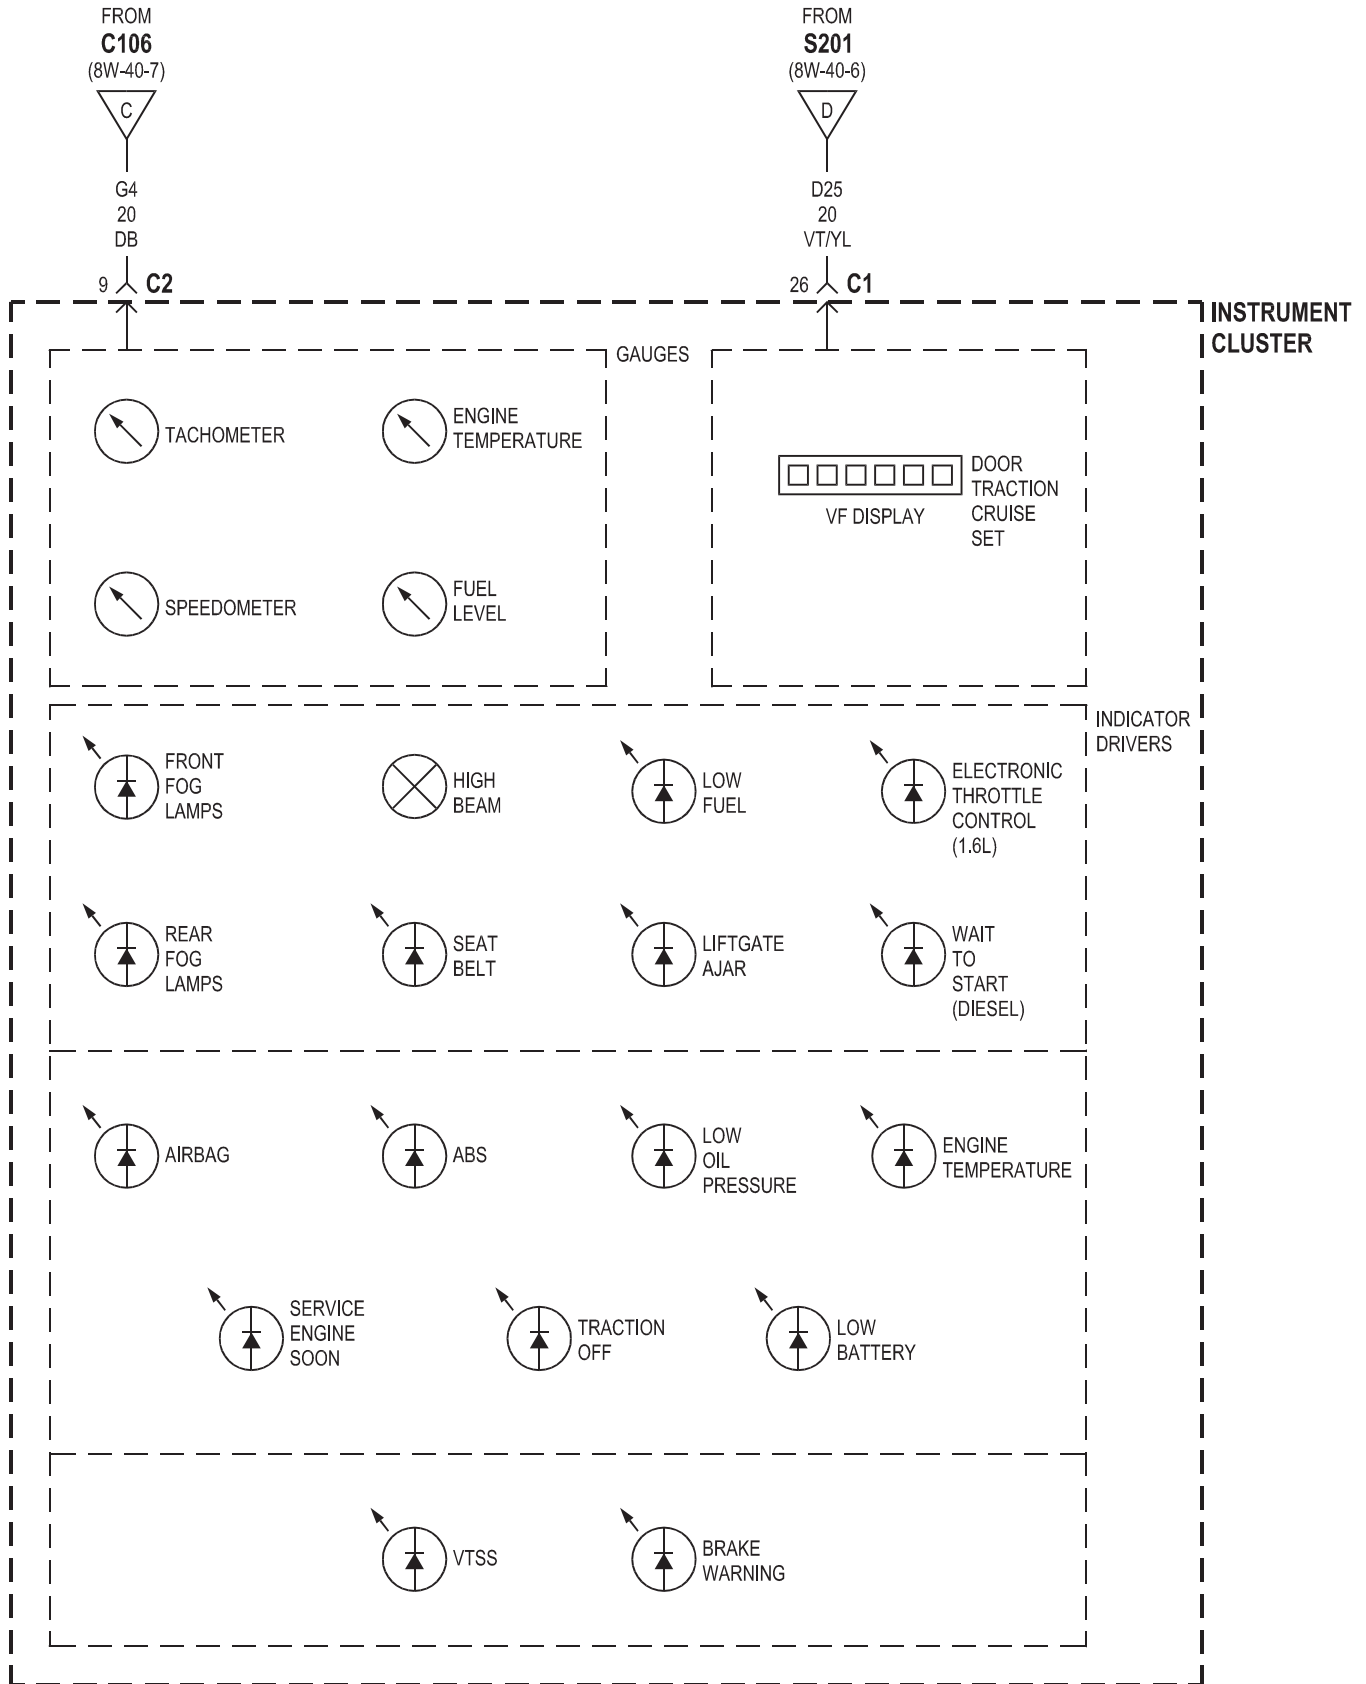 FROM
C106
(8W-40-7)
C
G4
20
DB
9
C2
FROM
S201
(8W-40-6)
D
D25
20
VT/YL
26
C1
INSTRUMENT
CLUSTER
GAUGES
TACHOMETER
ENGINE
TEMPERATURE
SPEEDOMETER
FUEL
LEVEL
VF DISPLAY
DOOR
TRACTION
CRUISE
SET
INDICATOR
DRIVERS
FRONT
FOG
LAMPS
HIGH
BEAM
LOW
FUEL
ELECTRONIC
THROTTLE
CONTROL
(1.6L)
REAR
FOG
LAMPS
SEAT
BELT
LIFTGATE
AJAR
WAIT
TO
START
(DIESEL)
AIRBAG
ABS
LOW
OIL
PRESSURE
ENGINE
TEMPERATURE
SERVICE
ENGINE
SOON
TRACTION
OFF
LOW
BATTERY
VTSS
BRAKE
WARNING